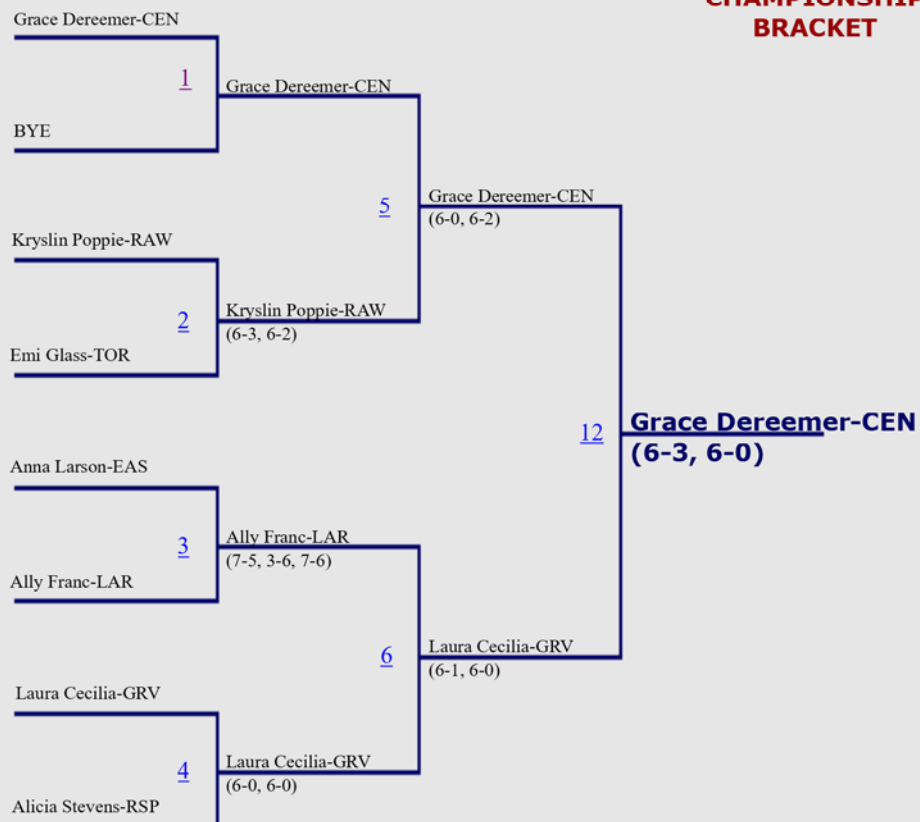 CHAMPIONSHIP
BRACKET
Grace Dereemer-CEN
1
Grace Dereemer-CEN
BYE
5
Grace Dereemer-CEN
(6-0, 6-2)
Kryslin Poppie-RAW
2
Kryslin Poppie-RAW
(6-3, 6-2)
Emi Glass-TOR
12
Grace Dereemer-CEN
(6-3, 6-0)
Anna Larson-EAS
3
Ally Franc-LAR
(7-5, 3-6, 7-6)
Ally Franc-LAR
6
Laura Cecilia-GRV
(6-1, 6-0)
Laura Cecilia-GRV
4
Laura Cecilia-GRV
(6-0, 6-0)
Alicia Stevens-RSP